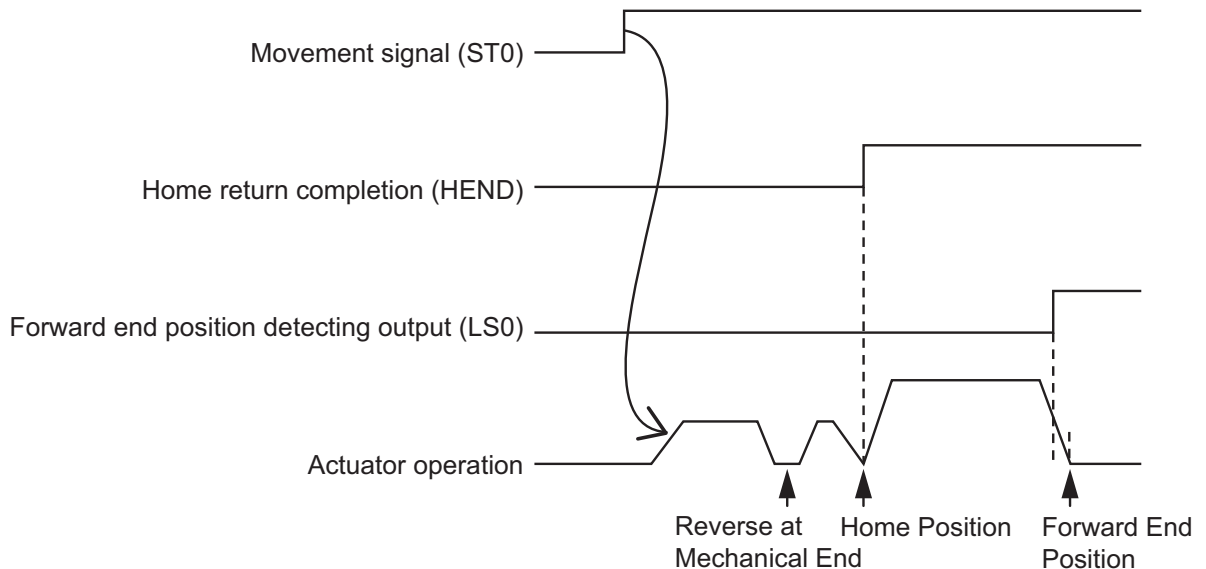 Movement signal (ST0)
Home return completion (HEND)
Forward end position detecting output (LS0)
Actuator operation
Reverse at
Mechanical End
Home Position
Forward End
Position